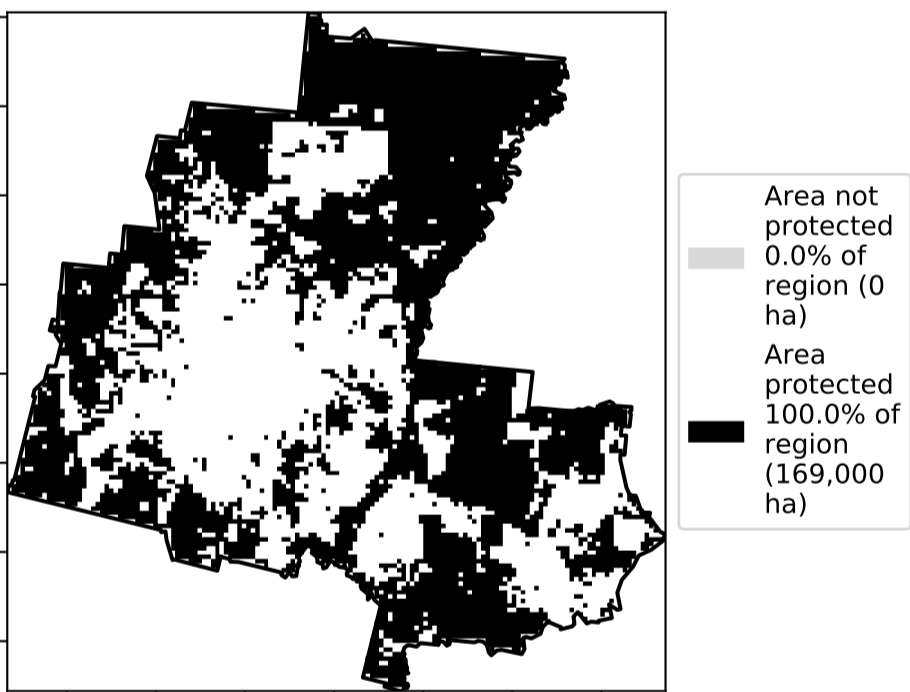 Area not
protected
0.0% of
region (0
ha)
Area
protected
100.0% of
region
(169,000
ha)